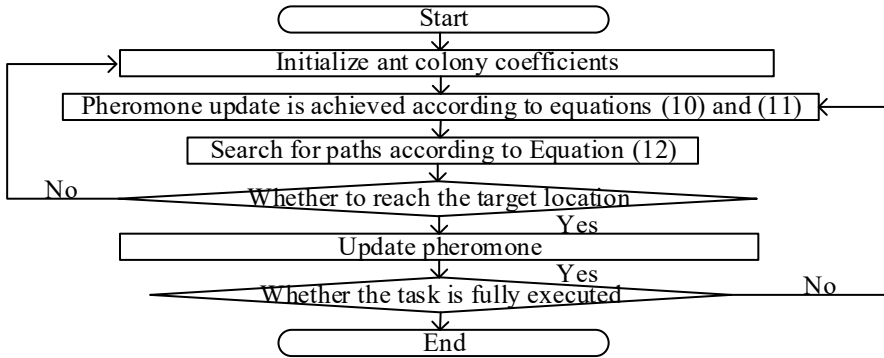 Start
Initialize ant colony coefficients
Pheromone update is achieved according to equations (10) and (11)
Search for paths according to Equation (12)
No
Whether to reach the target location
Yes
Update pheromone
Yes
Whether the task is fully executed
No
End